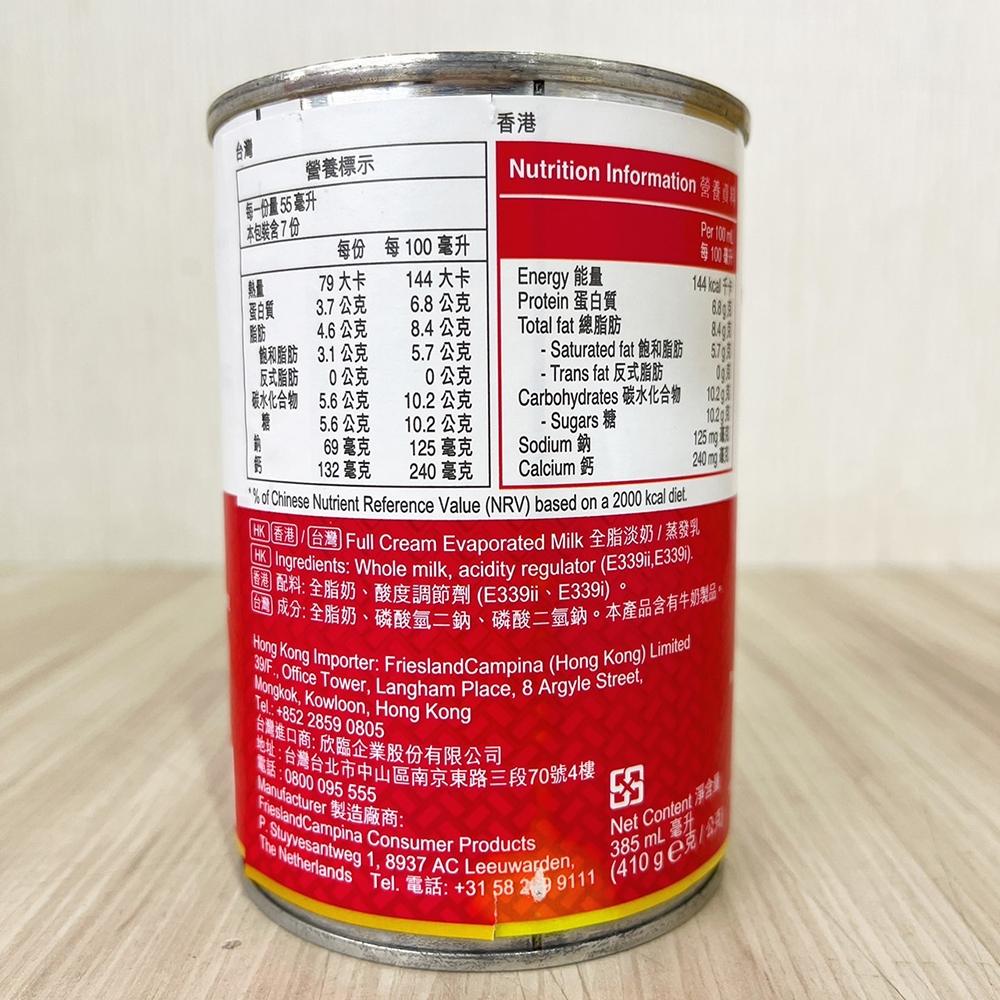 台灣
營養標示
每一份量 55 毫升
本包裝含 7 份
每份 每 100 毫升
熱量 79 大卡 144 大卡
蛋白質 3.7 公克 6.8 公克
脂肪 4.6 公克 8.4 公克
飽和脂肪 3.1 公克 5.7 公克
反式脂肪 0 公克 0 公克
碳水化合物 5.6 公克 10.2 公克
糖 5.6 公克 10.2 公克
鈉 69 毫克 125 毫克
鈣 132 毫克 240 毫克
香港
Nutrition Information 營養資料
Per 100 mL
每 100 毫升
Energy 能量 144 kcal 千卡
Protein 蛋白質 6.8 g 克
Total fat 總脂肪 8.4 g 克
- Saturated fat 飽和脂肪 5.7 g 克
- Trans fat 反式脂肪 0 g 克
Carbohydrates 碳水化合物 10.2 g 克
- Sugars 糖 10.2 g 克
Sodium 鈉 125 mg 毫克
Calcium 鈣 240 mg 毫克
* % of Chinese Nutrient Reference Value (NRV) based on a 2000 kcal diet.
HK 香港 / 台灣 Full Cream Evaporated Milk 全脂淡奶 / 蒸發乳
HK Ingredients: Whole milk, acidity regulator (E339ii,E339i).
香港 配料: 全脂奶、酸度調節劑 (E339ii、E339i) 。
台灣 成分: 全脂奶、磷酸氫二鈉、磷酸二氫鈉。本產品含有牛奶製品。
Hong Kong Importer: FrieslandCampina (Hong Kong) Limited
39/F., Office Tower, Langham Place, 8 Argyle Street,
Mongkok, Kowloon, Hong Kong
Tel.: +852 2859 0805
台灣進口商: 欣臨企業股份有限公司
地址 : 台灣台北市中山區南京東路三段70號4樓
電話 : 0800 095 555
Manufacturer 製造廠商:
FrieslandCampina Consumer Products
P. Stuyvesantweg 1, 8937 AC Leeuwarden,
The Netherlands Tel. 電話: +31 58 9111
Net Content 淨含量
385 mL 毫升
(410 g e 克 / 公克)